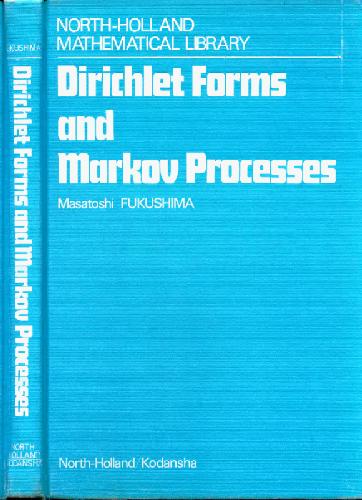 NORTH-HOLLAND
MATHEMATICAL LIBRARY
Dirichlet Forms
and
Markov Processes
Masatoshi FUKUSHIMA
North-Holland/Kodansha
Dirichlet Forms and Markov Processes
NORTH
HOLLAND
KODANSHA